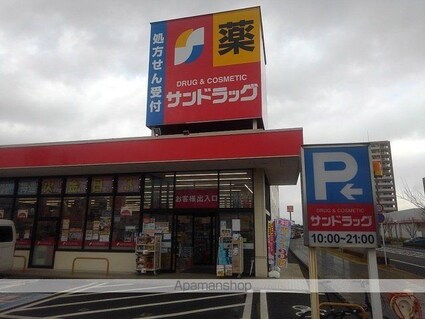 処方せん受付
薬
DRUG & COSMETIC
サンドラッグ
お客様出入口
P
DRUG & COSMETIC
サンドラッグ
10:00~21:00
Apamanshop